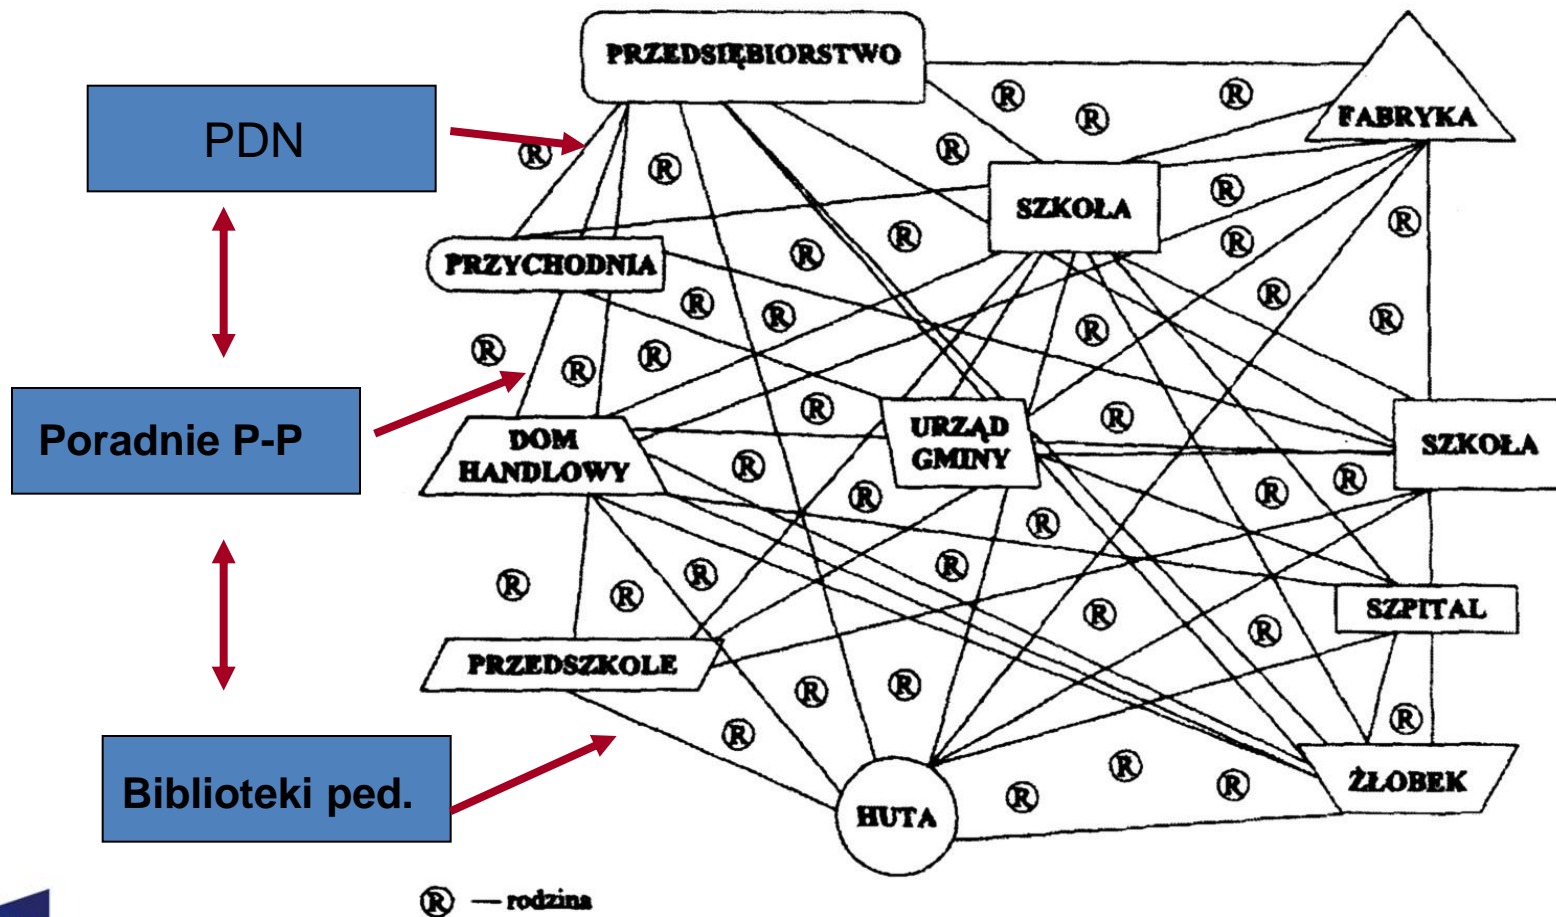 PRZEDSIĘBIORSTWO
Ⓡ
Ⓡ
FABRYKA
Ⓡ
PDN
Ⓡ
Ⓡ
Ⓡ
Ⓡ
SZKOŁA
Ⓡ
Ⓡ
Ⓡ
Ⓡ
PRZYCHODNIA
Ⓡ
Ⓡ
Ⓡ
Ⓡ
Ⓡ
Ⓡ
Ⓡ
Ⓡ
Ⓡ
Ⓡ
Poradnie P-P
DOM
HANDLOWY
URZĄD
GMINY
Ⓡ
SZKOŁA
Ⓡ
Ⓡ
Ⓡ
Ⓡ
Ⓡ
Ⓡ
Ⓡ
Ⓡ
Ⓡ
SZPITAL
Ⓡ
Ⓡ
PRZEDSZKOLE
Ⓡ
Ⓡ
Ⓡ
Ⓡ
Ⓡ
ŻŁOBEK
Ⓡ
Biblioteki ped.
Ⓡ
HUTA
Ⓡ — rodzina